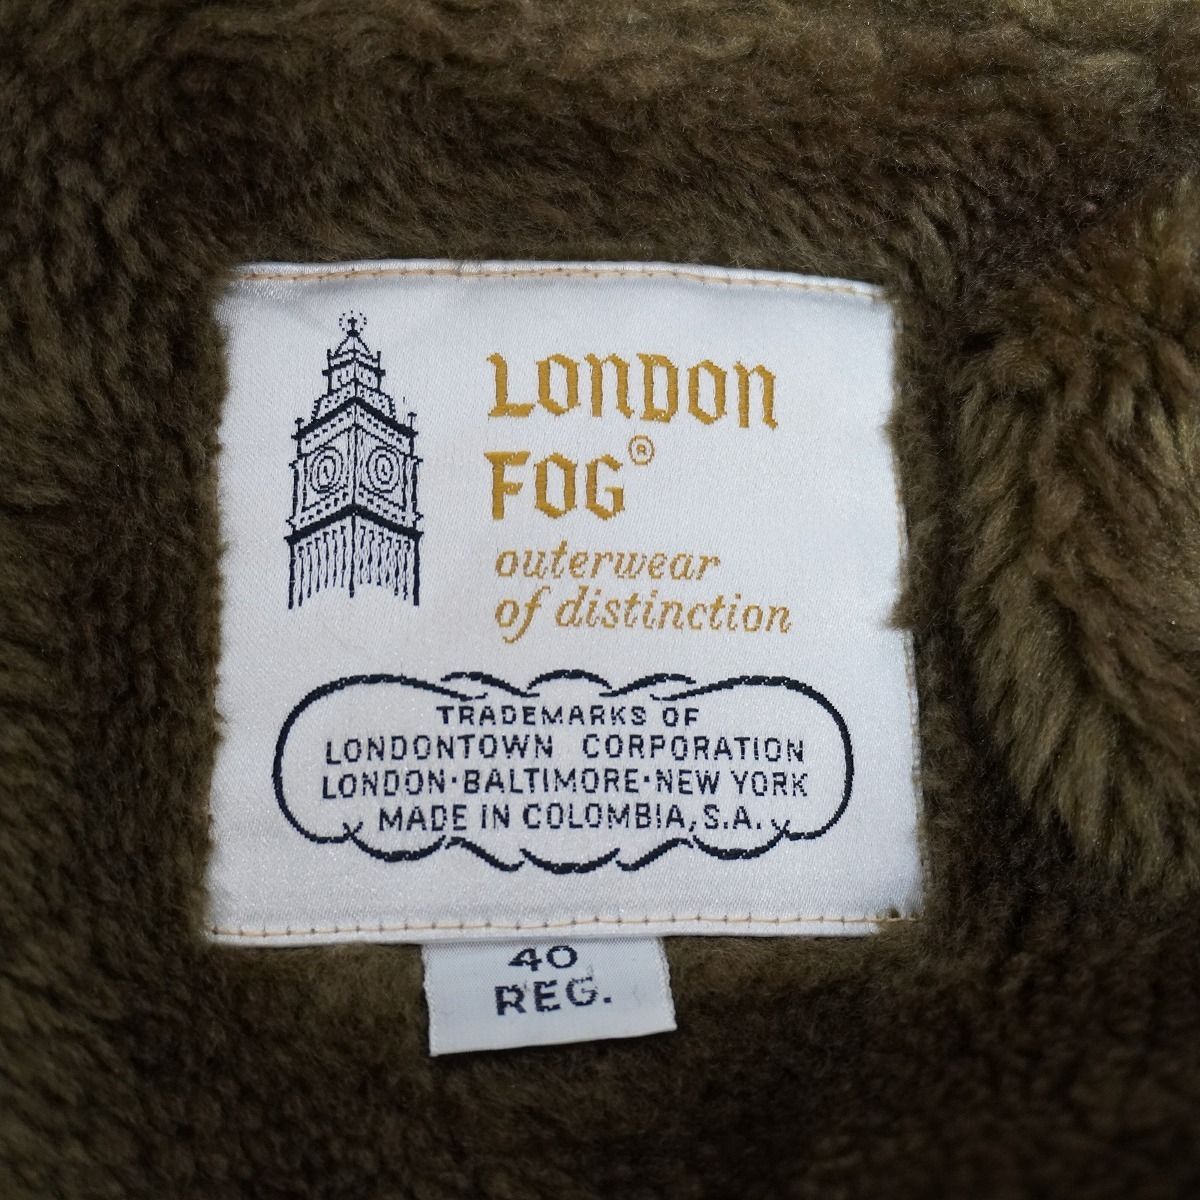 LONDON
FOG®
outerwear
of distinction
TRADEMARKS OF
LONDONTOWN CORPORATION
LONDON·BALTIMORE·NEW YORK
MADE IN COLOMBIA, S.A.
40
REG.